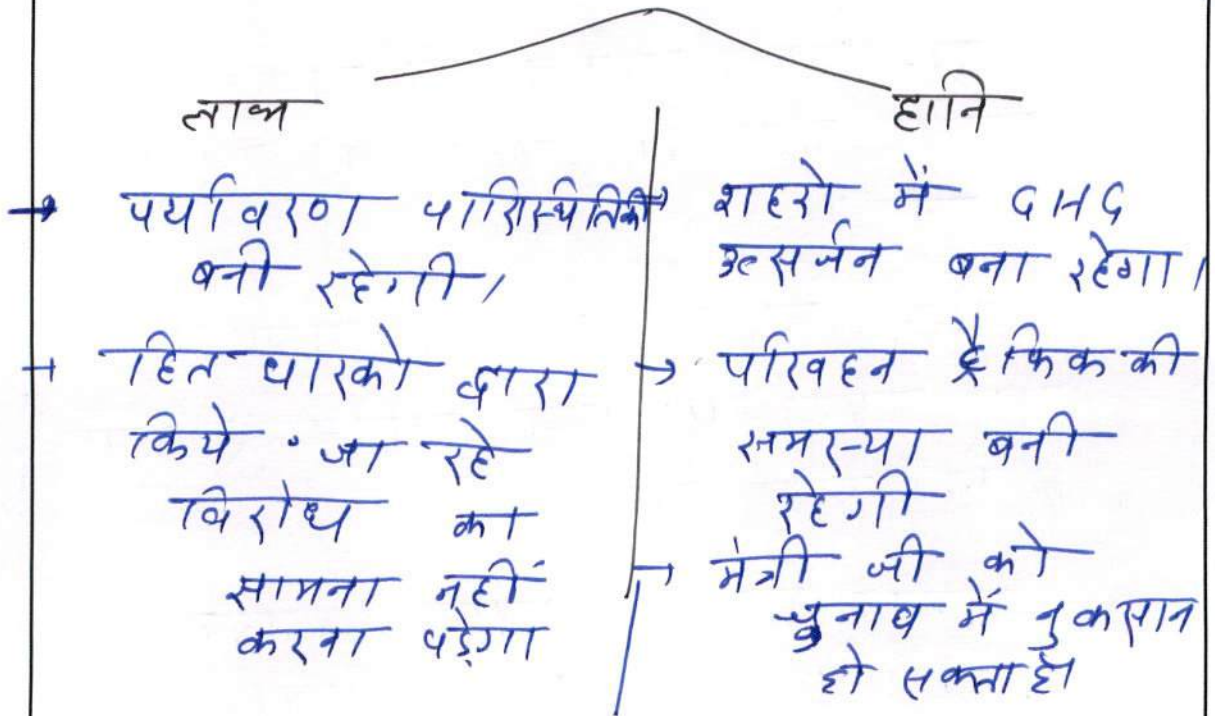 लाभ
→ पर्यावरण पारिस्थितिकी
बनी रहेगी।
→ हित धारको द्वारा
किये जा रहे
विरोध का
सामना नहीं
करना पड़ेगा
हानि
→ शहरो में GHG
उत्सर्जन बना रहेगा।
→ परिवहन ट्रैफिक की
समस्या बनी
रहेगी
→ मंत्री जी को
चुनाव में नुकसान
हो सकता है